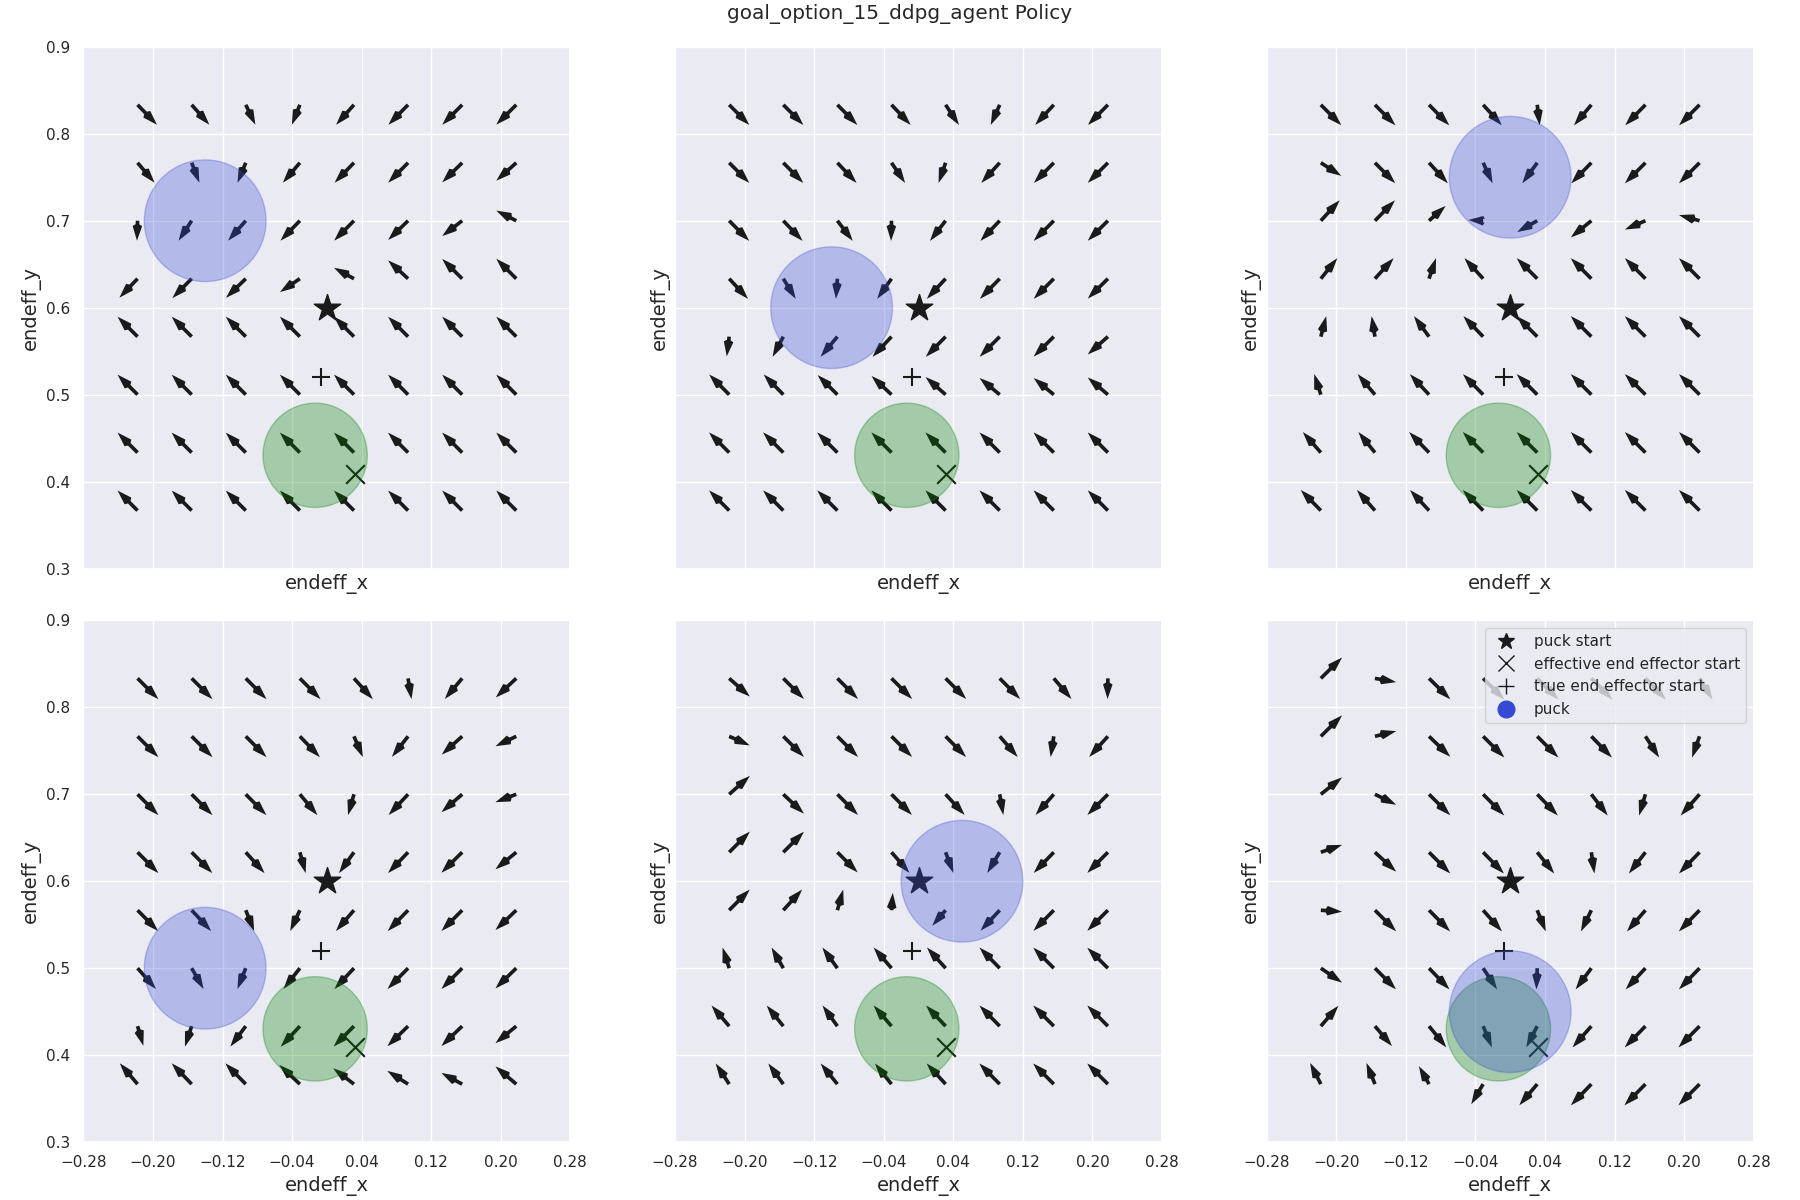 goal_option_15_ddpg_agent Policy
0.9
0.8
0.7
0.6
0.5
0.4
0.3
endeff_y
endeff_x
endeff_y
endeff_x
endeff_y
endeff_x
0.9
0.8
0.7
0.6
0.5
0.4
0.3
endeff_y
−0.28 −0.20 −0.12 −0.04 0.04 0.12 0.20 0.28
endeff_x
endeff_y
−0.28 −0.20 −0.12 −0.04 0.04 0.12 0.20 0.28
endeff_x
puck start
effective end effector start
true end effector start
puck
endeff_y
−0.28 −0.20 −0.12 −0.04 0.04 0.12 0.20 0.28
endeff_x